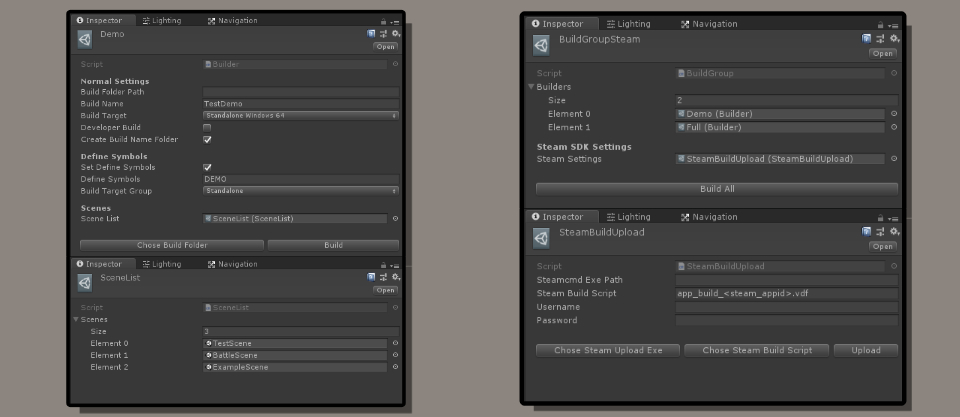 Inspector Lighting Navigation
Demo
Open
Script Builder
Normal Settings
Build Folder Path
Build Name TestDemo
Build Target Standalone Windows 64
Developer Build
Create Build Name Folder
Define Symbols
Set Define Symbols
Define Symbols DEMO
Build Target Group Standalone
Scenes
Scene List SceneList (SceneList)
Chose Build Folder Build
Inspector Lighting Navigation
SceneList
Open
Script SceneList
Scenes
Size 3
Element 0 TestScene
Element 1 BattleScene
Element 2 ExampleScene
Inspector Lighting Navigation
BuildGroupSteam
Open
Script BuildGroup
Builders
Size 2
Element 0 Demo (Builder)
Element 1 Full (Builder)
Steam SDK Settings
Steam Settings SteamBuildUpload (SteamBuildUpload)
Build All
Inspector Lighting Navigation
SteamBuildUpload
Open
Script SteamBuildUpload
Steamcmd Exe Path
Steam Build Script app_build_<steam_appid>.vdf
Username
Password
Chose Steam Upload Exe Chose Steam Build Script Upload